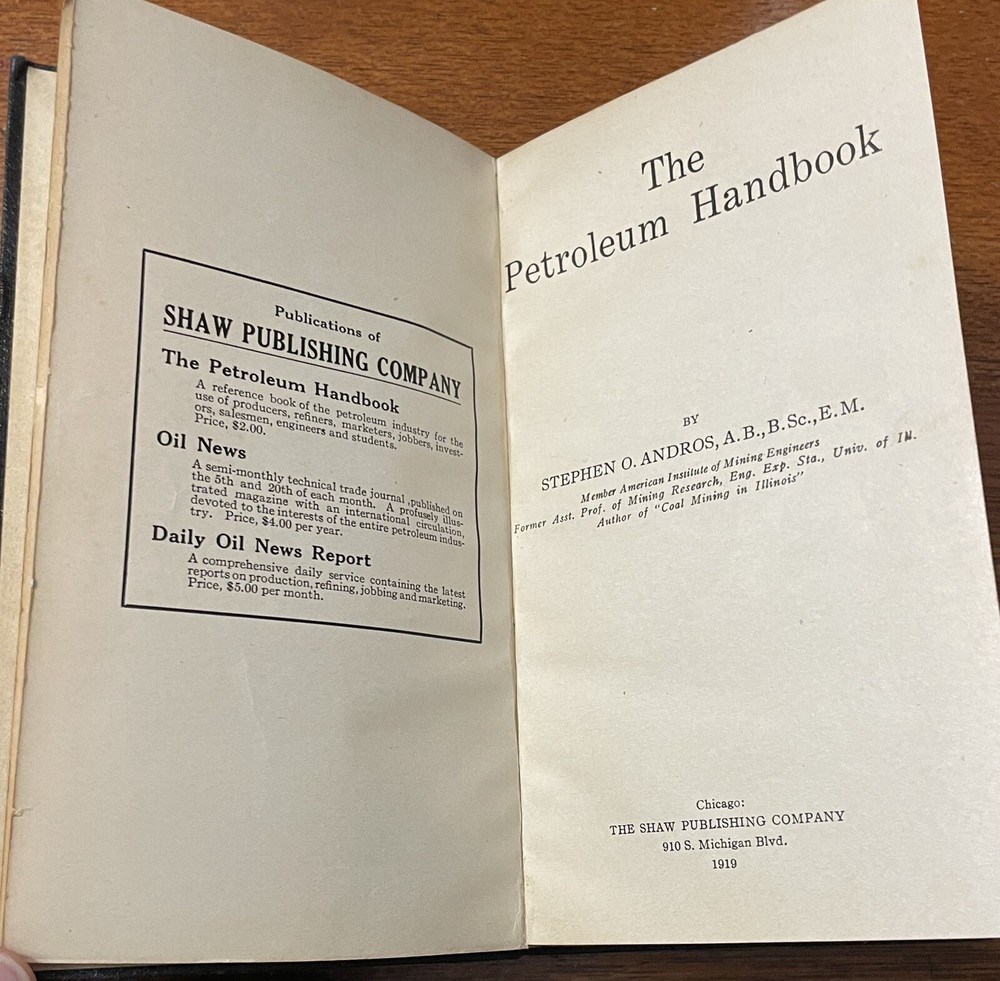 Publications of
SHAW PUBLISHING COMPANY
The Petroleum Handbook
A reference book of the petroleum industry for the
use of producers, refiners, marketers, jobbers, invest-
ors, salesmen, engineers and students.
Price, $2.00.
Oil News
A semi-monthly technical trade journal ,published on
the 5th and 20th of each month. A profusely illus-
trated magazine with an international circulation,
devoted to the interests of the entire petroleum indus-
try. Price, $4.00 per year.
Daily Oil News Report
A comprehensive daily service containing the latest
reports on production, refining, jobbing and marketing.
Price, $5.00 per month.
The
Petroleum Handbook
BY
STEPHEN O. ANDROS, A.B., B.Sc., E.M.
Member American Institute of Mining Engineers
Former Asst. Prof. of Mining Research, Eng. Exp. Sta., Univ. of Ill.
Author of "Coal Mining in Illinois"
Chicago:
THE SHAW PUBLISHING COMPANY
910 S. Michigan Blvd.
1919